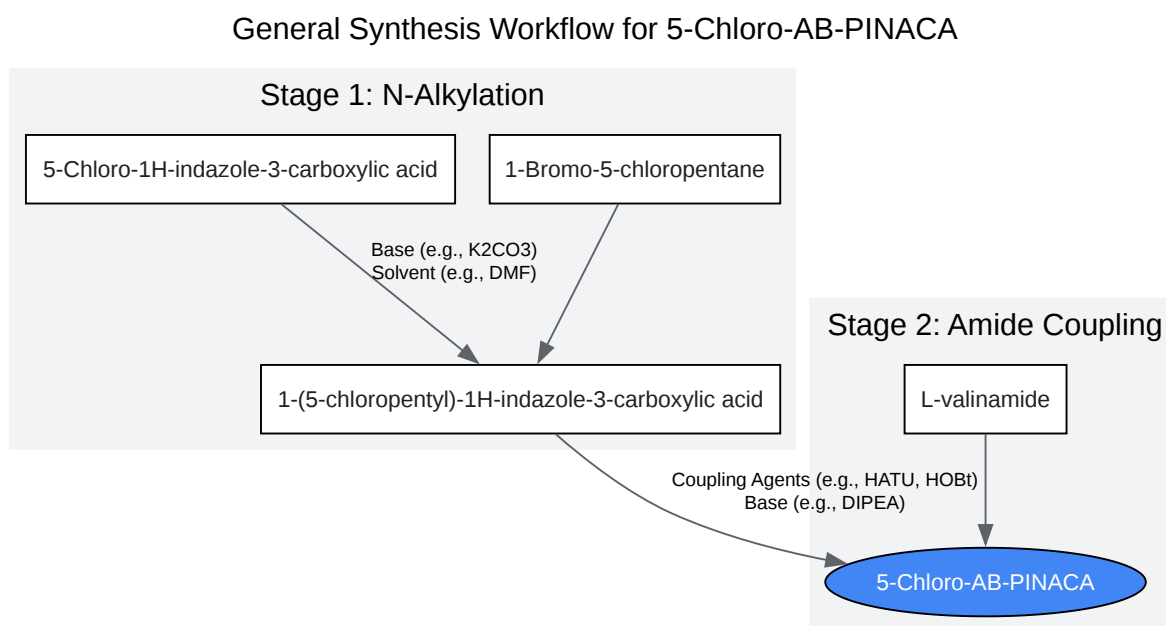 General Synthesis Workflow for 5-Chloro-AB-PINACA
Stage 1: N-Alkylation
5-Chloro-1H-indazole-3-carboxylic acid
1-Bromo-5-chloropentane
Base (e.g., K2CO3)
Solvent (e.g., DMF)
1-(5-chloropentyl)-1H-indazole-3-carboxylic acid
Stage 2: Amide Coupling
L-valinamide
Coupling Agents (e.g., HATU, HOBt)
Base (e.g., DIPEA)
5-Chloro-AB-PINACA